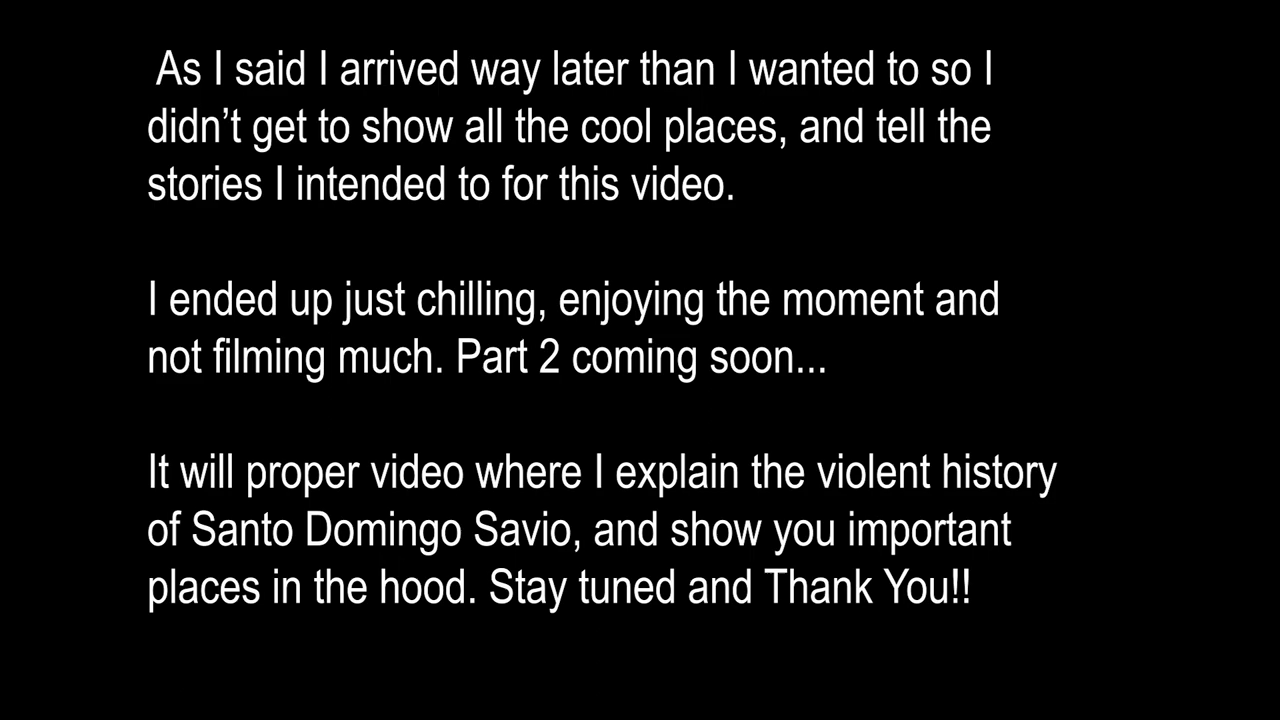 As I said I arrived way later than I wanted to so I
didn’t get to show all the cool places, and tell the
stories I intended to for this video.
I ended up just chilling, enjoying the moment and
not filming much. Part 2 coming soon...
It will proper video where I explain the violent history
of Santo Domingo Savio, and show you important
places in the hood. Stay tuned and Thank You!!